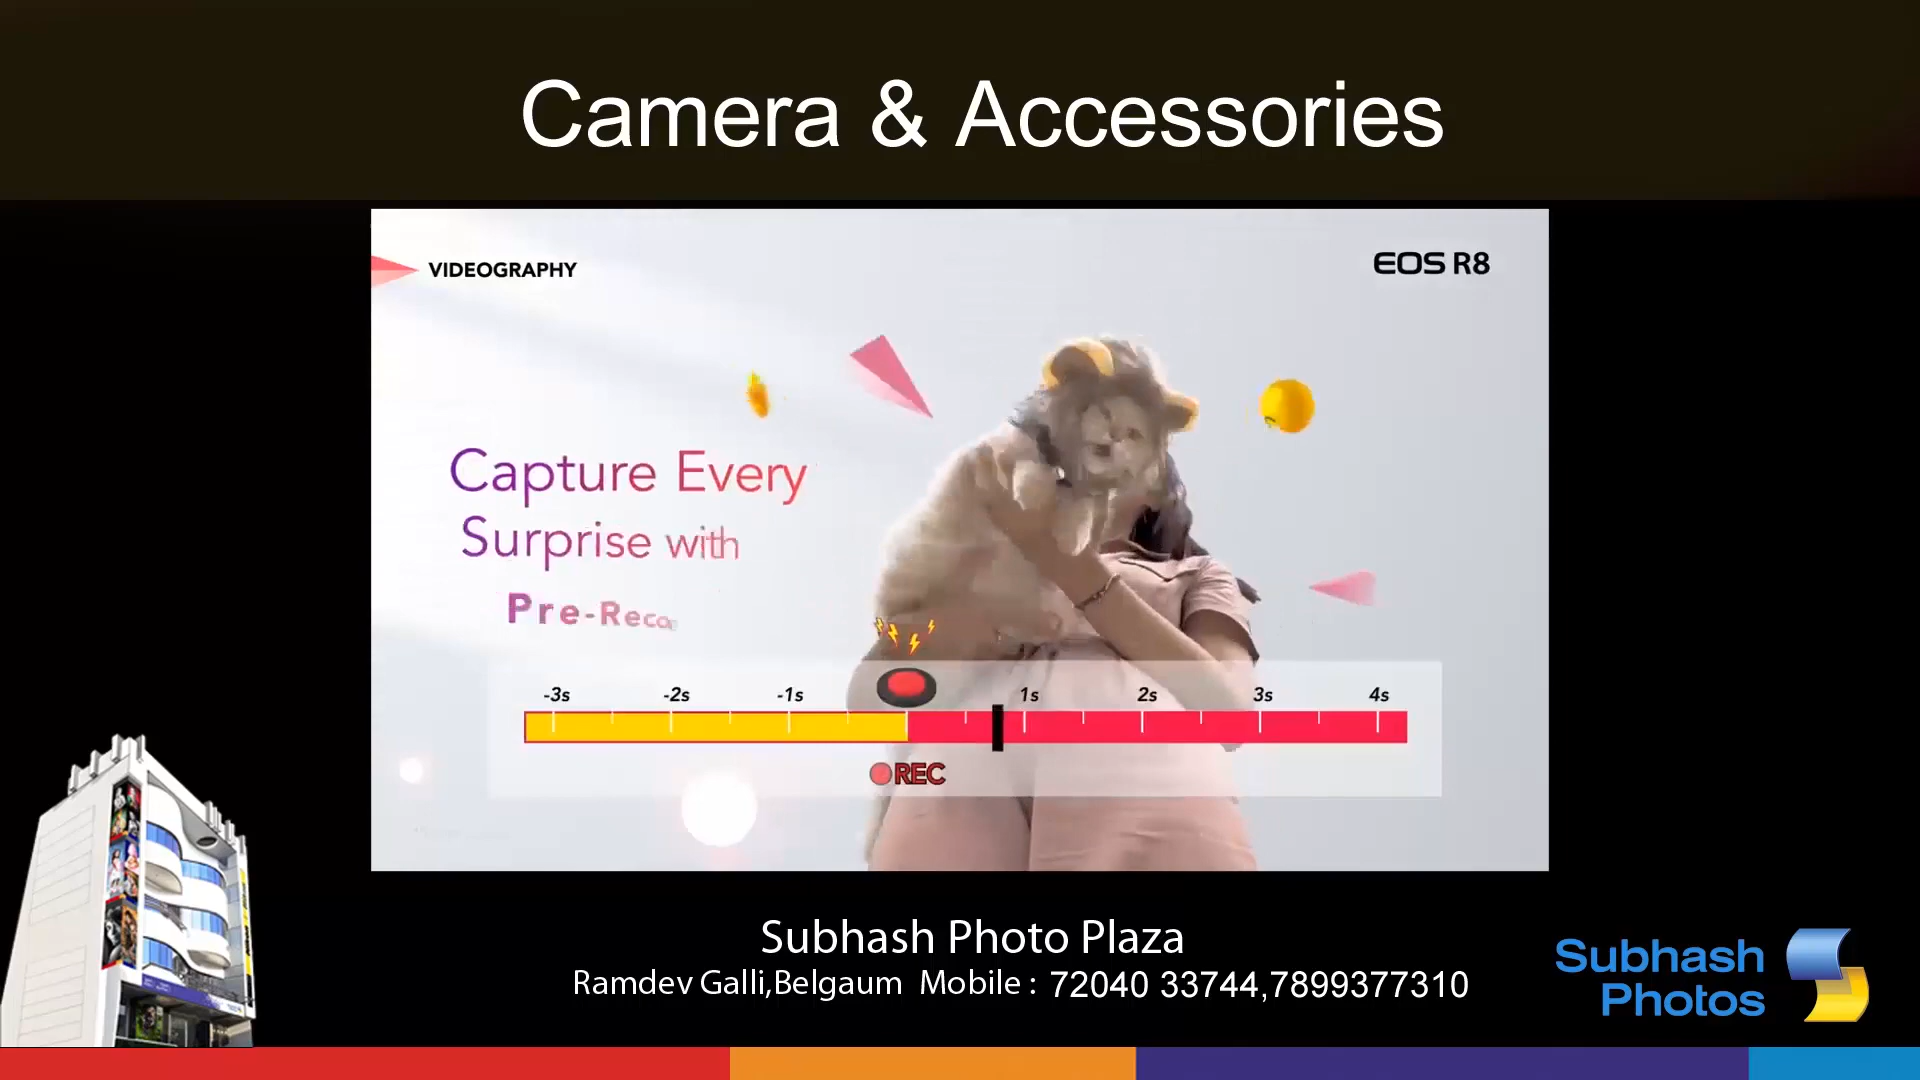 Camera & Accessories
VIDEOGRAPHY
EOS R8
Capture Every
Surprise with
-3s -2s -1s 1s 2s 3s 4s
REC
Subhash Photo Plaza
Ramdev Galli,Belgaum Mobile : 72040 33744,7899377310
Subhash
Photos